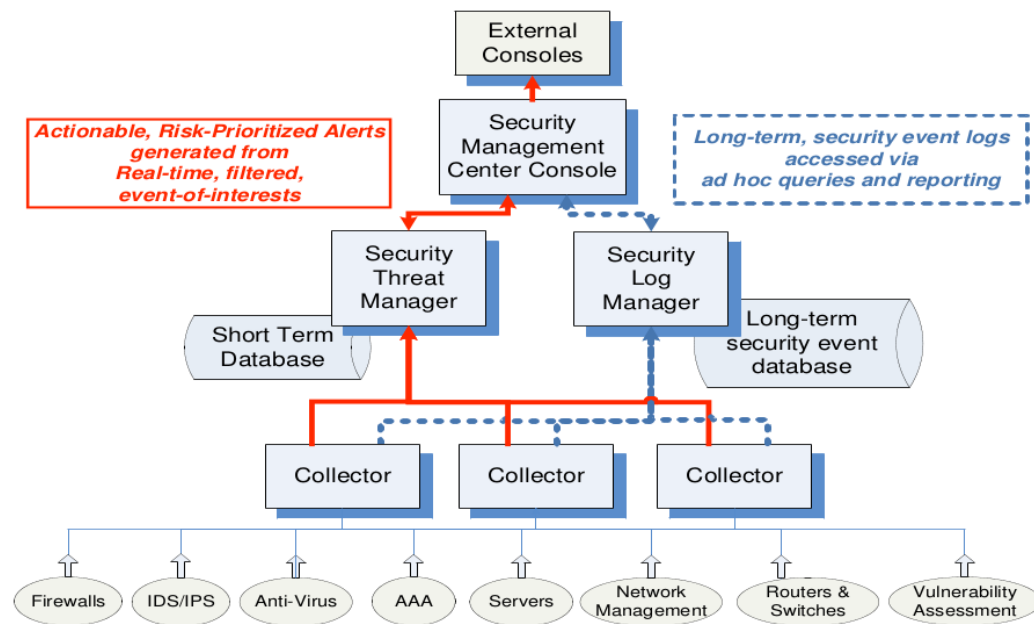 External
Consoles
Actionable, Risk-Prioritized Alerts
generated from
Real-time, filtered,
event-of-interests
Security
Management
Center Console
Long-term, security event logs
accessed via
ad hoc queries and reporting
Security
Threat
Manager
Security
Log
Manager
Short Term
Database
Long-term
security event
database
Collector
Collector
Collector
Firewalls
IDS/IPS
Anti-Virus
AAA
Servers
Network
Management
Routers &
Switches
Vulnerability
Assessment